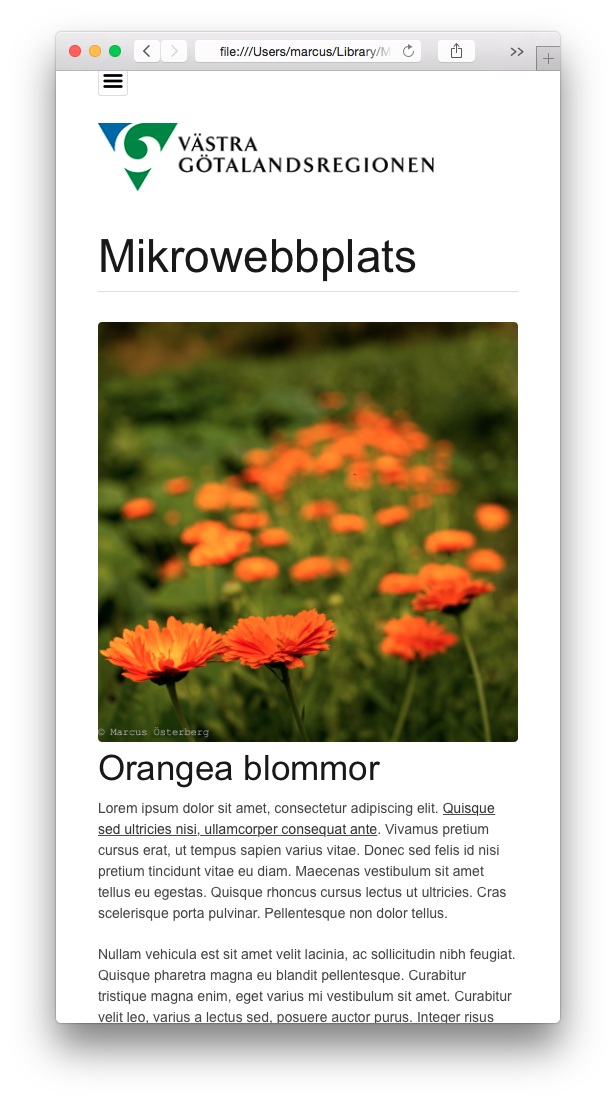 file:///Users/marcus/Library/M
VÄSTRA
GÖTALANDSREGIONEN
Mikrowebbplats
© Marcus Österberg
Orangea blommor
Lorem ipsum dolor sit amet, consectetur adipiscing elit. Quisque
sed ultricies nisi, ullamcorper consequat ante. Vivamus pretium
cursus erat, ut tempus sapien varius vitae. Donec sed felis id nisi
pretium tincidunt vitae eu diam. Maecenas vestibulum sit amet
tellus eu egestas. Quisque rhoncus cursus lectus ut ultricies. Cras
scelerisque porta pulvinar. Pellentesque non dolor tellus.
Nullam vehicula est sit amet velit lacinia, ac sollicitudin nibh feugiat.
Quisque pharetra magna eu blandit pellentesque. Curabitur
tristique magna enim, eget varius mi vestibulum sit amet. Curabitur
velit leo, varius a lectus sed, posuere auctor purus. Integer risus